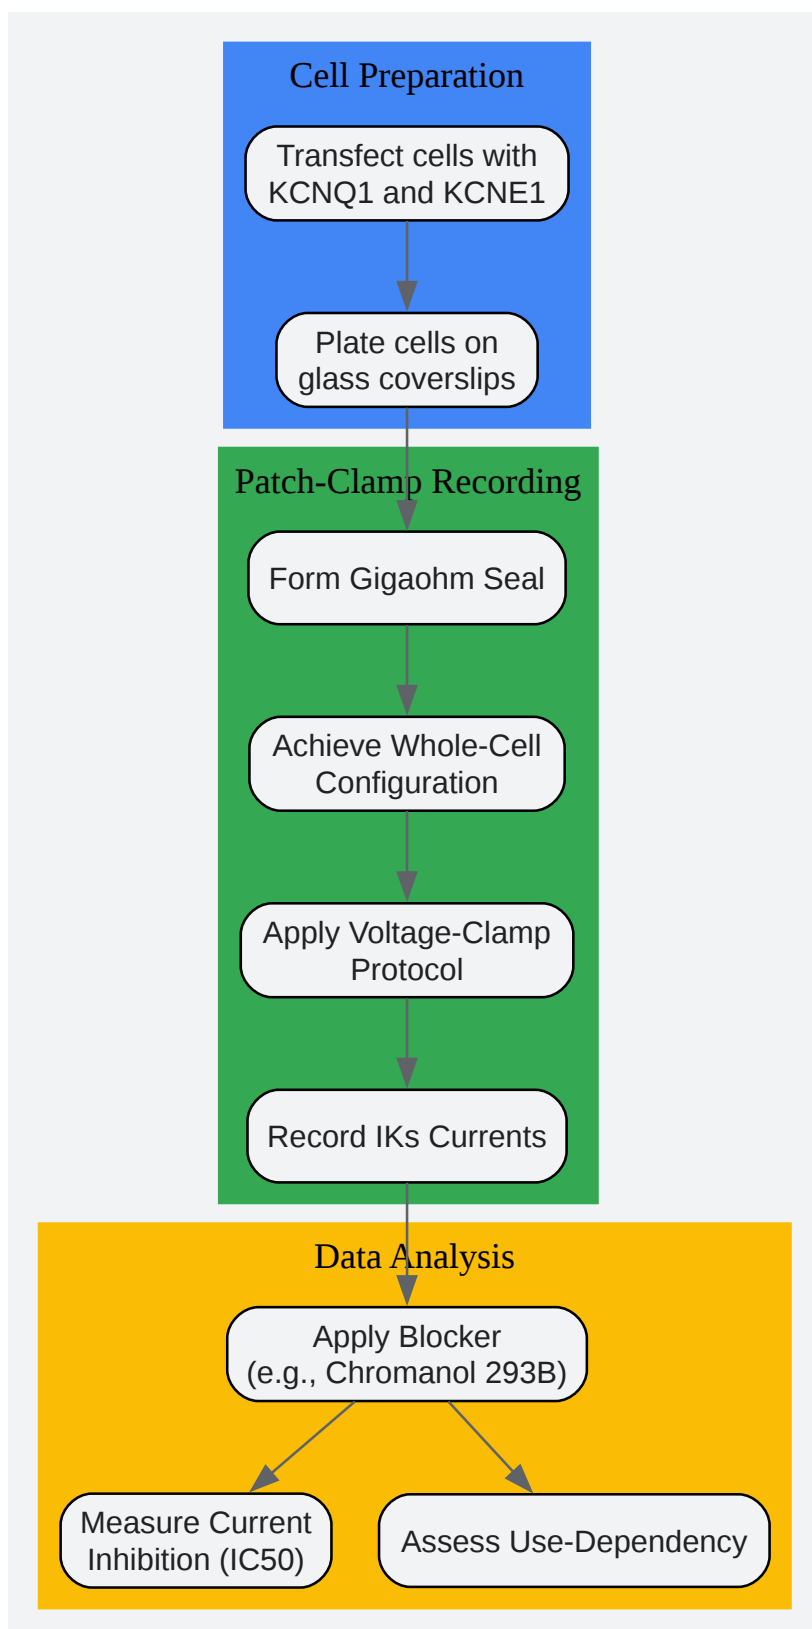 Cell Preparation
Transfect cells with
KCNQ1 and KCNE1
Plate cells on
glass coverslips
Patch-Clamp Recording
Form Gigaohm Seal
Achieve Whole-Cell
Configuration
Apply Voltage-Clamp
Protocol
Record IKs Currents
Data Analysis
Apply Blocker
(e.g., Chromanol 293B)
Measure Current
Inhibition (IC50)
Assess Use-Dependency